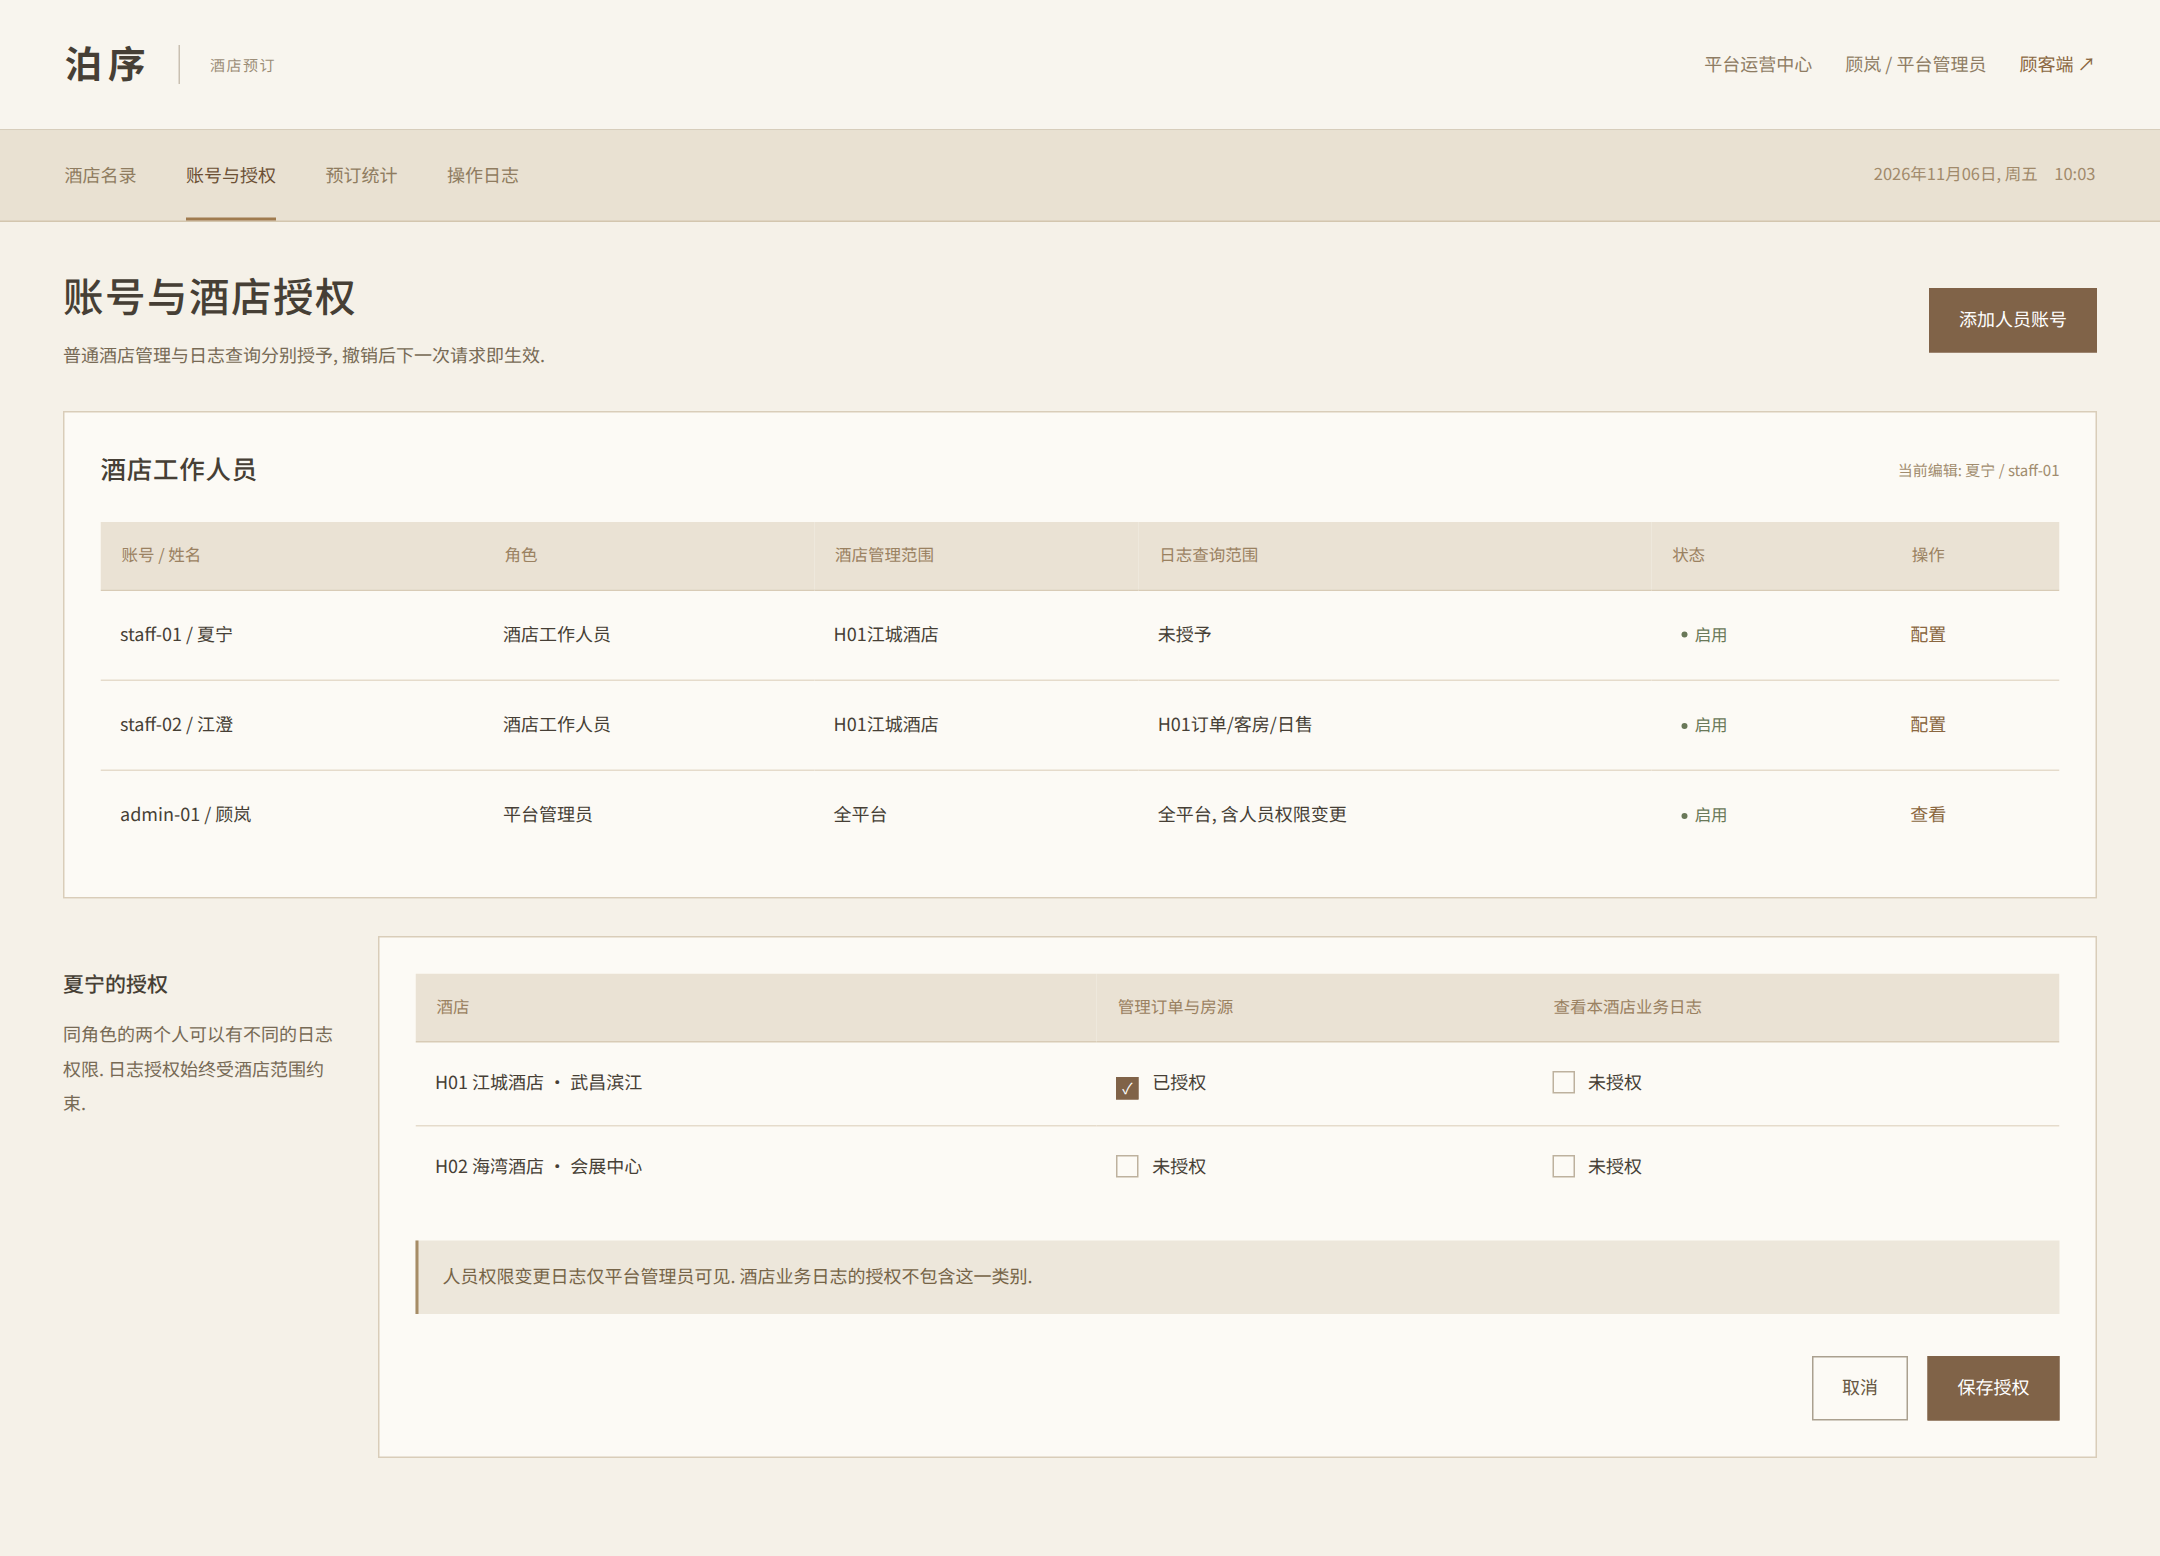 泊序
酒店预订
平台运营中心 顾岚 / 平台管理员 顾客端 ↗
酒店名录 账号与授权 预订统计 操作日志
2026年11月06日, 周五 10:03
账号与酒店授权
添加人员账号
普通酒店管理与日志查询分别授予, 撤销后下一次请求即生效.
酒店工作人员
当前编辑: 夏宁 / staff-01
账号 / 姓名 角色 酒店管理范围 日志查询范围 状态 操作
staff-01 / 夏宁 酒店工作人员 H01江城酒店 未授予 启用 配置
staff-02 / 江澄 酒店工作人员 H01江城酒店 H01订单/客房/日售 启用 配置
admin-01 / 顾岚 平台管理员 全平台 全平台, 含人员权限变更 启用 查看
夏宁的授权
同角色的两个人可以有不同的日志
权限. 日志授权始终受酒店范围约
束.
酒店 管理订单与房源 查看本酒店业务日志
H01 江城酒店 · 武昌滨江 ✓ 已授权 未授权
H02 海湾酒店 · 会展中心 未授权 未授权
人员权限变更日志仅平台管理员可见. 酒店业务日志的授权不包含这一类别.
取消 保存授权